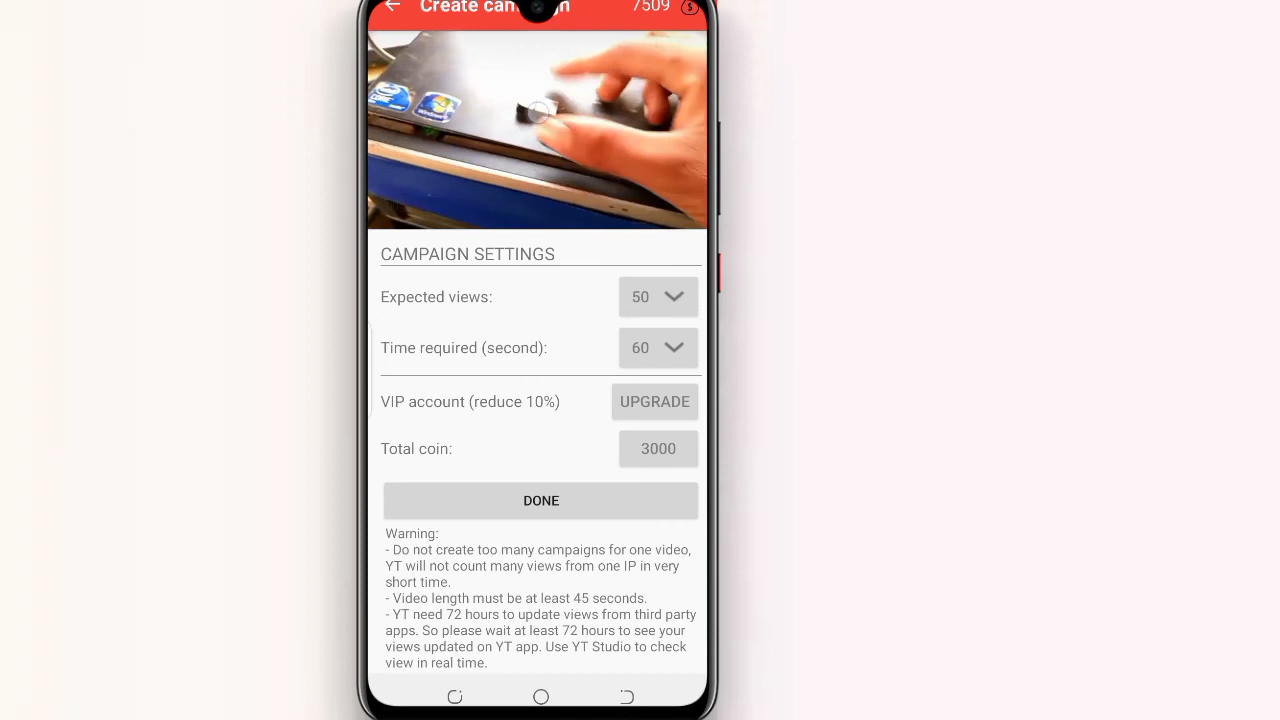 Create campaign 7509
CAMPAIGN SETTINGS
Expected views: 50
Time required (second): 60
VIP account (reduce 10%) UPGRADE
Total coin: 3000
DONE
Warning:
- Do not create too many campaigns for one video,
YT will not count many views from one IP in very
short time.
- Video length must be at least 45 seconds.
- YT need 72 hours to update views from third party
apps. So please wait at least 72 hours to see your
views updated on YT app. Use YT Studio to check
view in real time.